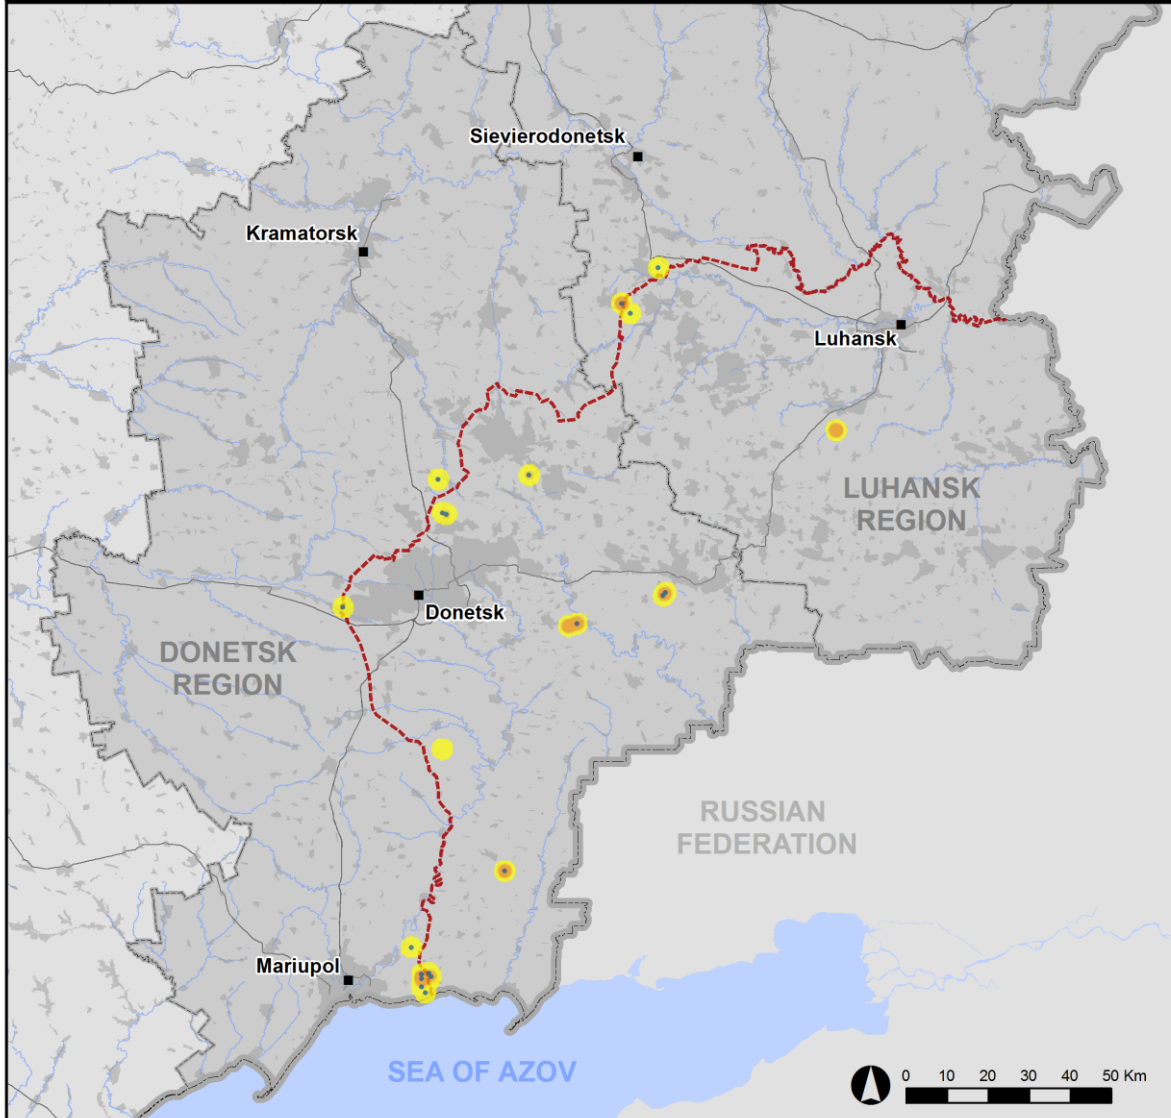 Sievierodonetsk
Kramatorsk
Luhansk
LUHANSK
REGION
Donetsk
DONETSK
REGION
RUSSIAN
FEDERATION
Mariupol
SEA OF AZOV
0 10 20 30 40 50 Km